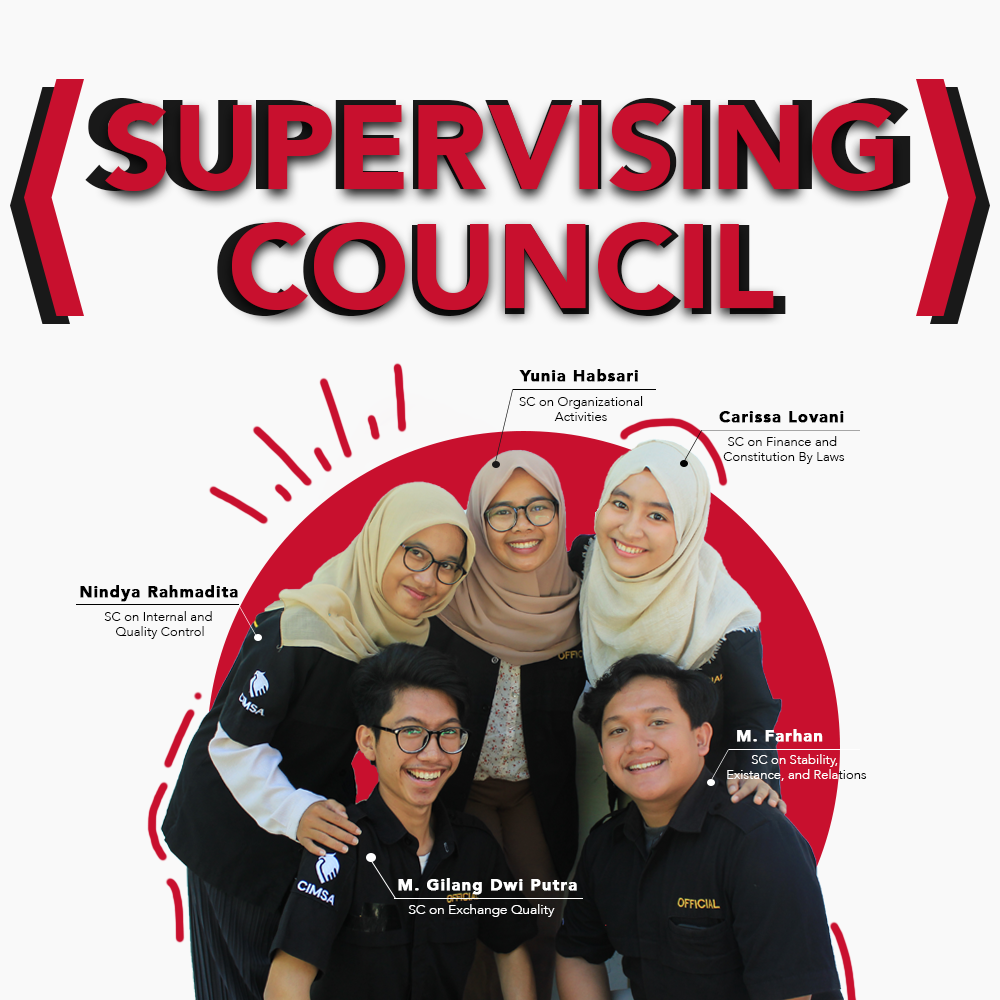 SUPERVISING
COUNCIL
Yunia Habsari
SC on Organizational
Activities
Carissa Lovani
SC on Finance and
Constitution By Laws
Nindya Rahmadita
SC on Internal and
Quality Control
CIMSA
M. Farhan
SC on Stability,
Existance, and Relations
CIMSA
M. Gilang Dwi Putra
SC on Exchange Quality
OFFICIAL